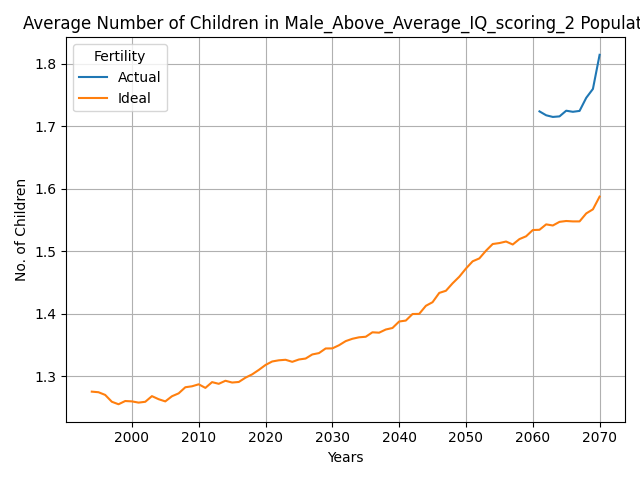 Average Number of Children in Male_Above_Average_IQ_scoring_2 Populat
Fertility
Actual
Ideal
1.8
1.7
1.6
1.5
1.4
1.3
No. of Children
2000 2010 2020 2030 2040 2050 2060 2070
Years